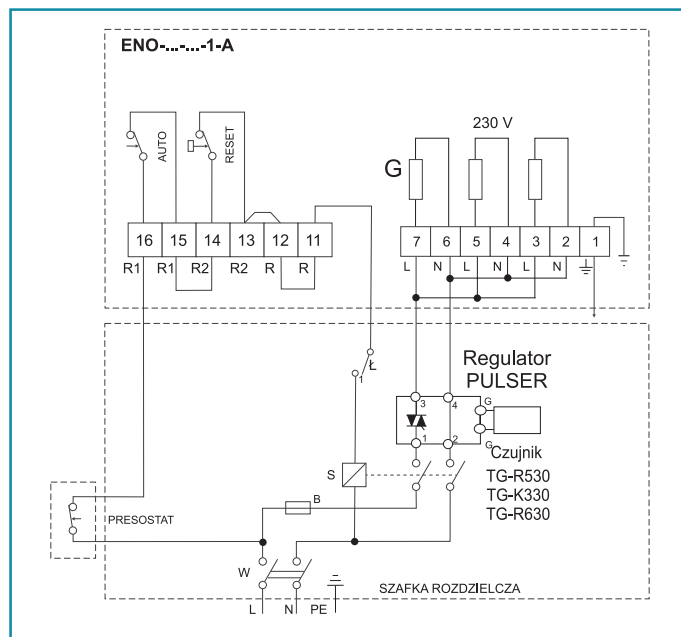 ENO-...-...-1-A
AUTO
RESET
230 V
G
16 15 14 13 12 11
R1 R1 R2 R2 R R
7 6 5 4 3 2 1
L N L N L N
Ł
1
Regulator
PULSER
3 4
G
1 2
G
Czujnik
TG-R530
TG-K330
TG-R630
S
B
PRESOSTAT
W
SZAFKA ROZDZIELCZA
L N PE